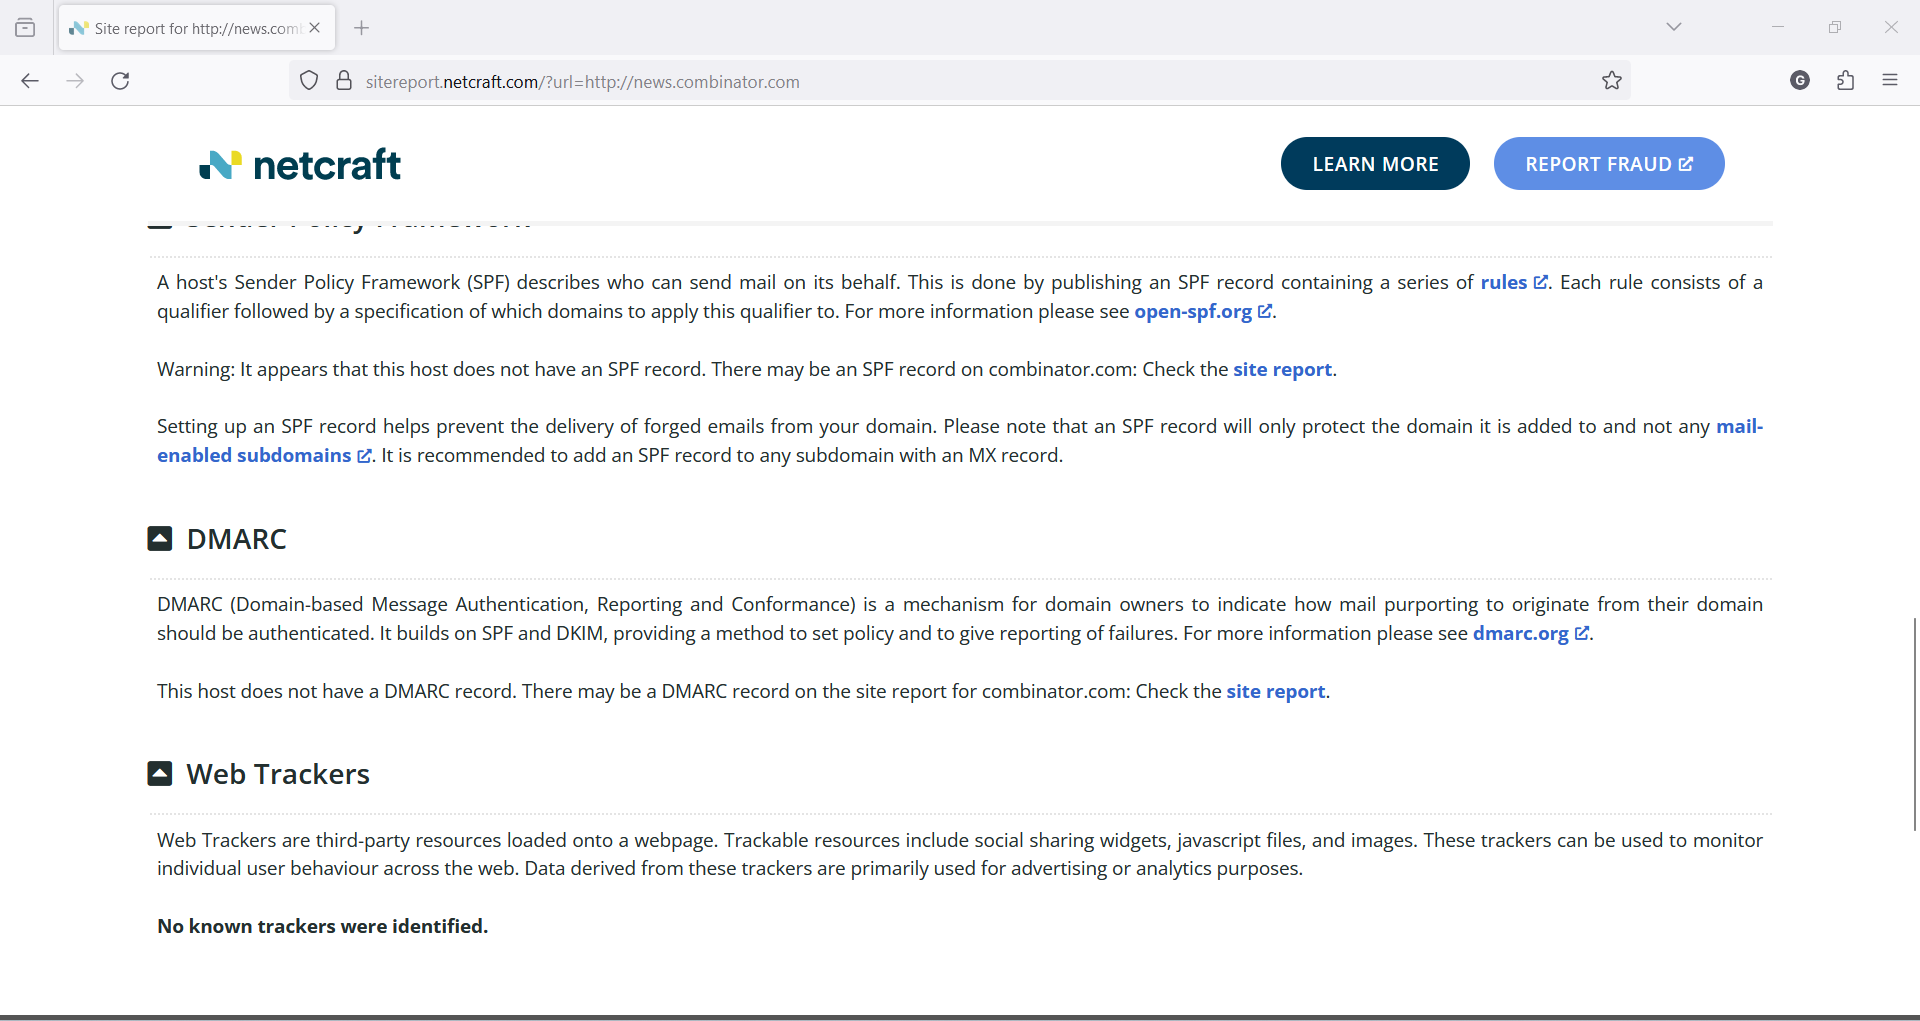 Site report for http://news.com
sitereport.netcraft.com/?url=http://news.combinator.com
G
netcraft
LEARN MORE
REPORT FRAUD
Sender Policy Framework
A host's Sender Policy Framework (SPF) describes who can send mail on its behalf. This is done by publishing an SPF record containing a series of rules. Each rule consists of a
qualifier followed by a specification of which domains to apply this qualifier to. For more information please see open-spf.org.
Warning: It appears that this host does not have an SPF record. There may be an SPF record on combinator.com: Check the site report.
Setting up an SPF record helps prevent the delivery of forged emails from your domain. Please note that an SPF record will only protect the domain it is added to and not any mail-
enabled subdomains. It is recommended to add an SPF record to any subdomain with an MX record.
DMARC
DMARC (Domain-based Message Authentication, Reporting and Conformance) is a mechanism for domain owners to indicate how mail purporting to originate from their domain
should be authenticated. It builds on SPF and DKIM, providing a method to set policy and to give reporting of failures. For more information please see dmarc.org.
This host does not have a DMARC record. There may be a DMARC record on the site report for combinator.com: Check the site report.
Web Trackers
Web Trackers are third-party resources loaded onto a webpage. Trackable resources include social sharing widgets, javascript files, and images. These trackers can be used to monitor
individual user behaviour across the web. Data derived from these trackers are primarily used for advertising or analytics purposes.
No known trackers were identified.